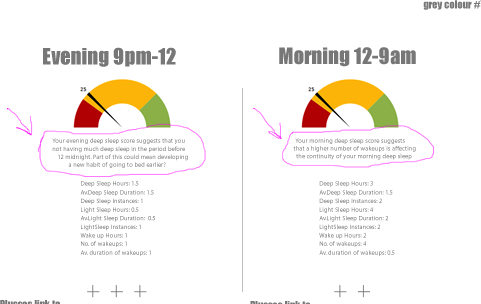 grey colour #
Evening 9pm-12
Morning 12-9am
25
Your evening deep sleep score suggests that you
not having much deep sleep in the period before
12 midnight. Part of this could mean developing
a new habit of going to bed earlier?
Deep Sleep Hours: 1.5
AvDeep Sleep Duration: 1.5
Deep Sleep Instances: 1
Light Sleep Hours: 0.5
AvLight Sleep Duration: 0.5
LightSleep Instances: 1
Wake up Hours: 1
No. of wakeups: 1
Av. duration of wakeups: 1
25
Your morning deep sleep score suggests
that a higher number of wakeups is affecting
the continuity of your morning deep sleep
Deep Sleep Hours: 3
AvDeep Sleep Duration: 1.5
Deep Sleep Instances: 2
Light Sleep Hours: 4
AvLight Sleep Duration: 2
LightSleep Instances: 2
Wake up Hours: 2
No. of wakeups: 4
Av. duration of wakeups: 0.5
Plusses link to
Plusses link to